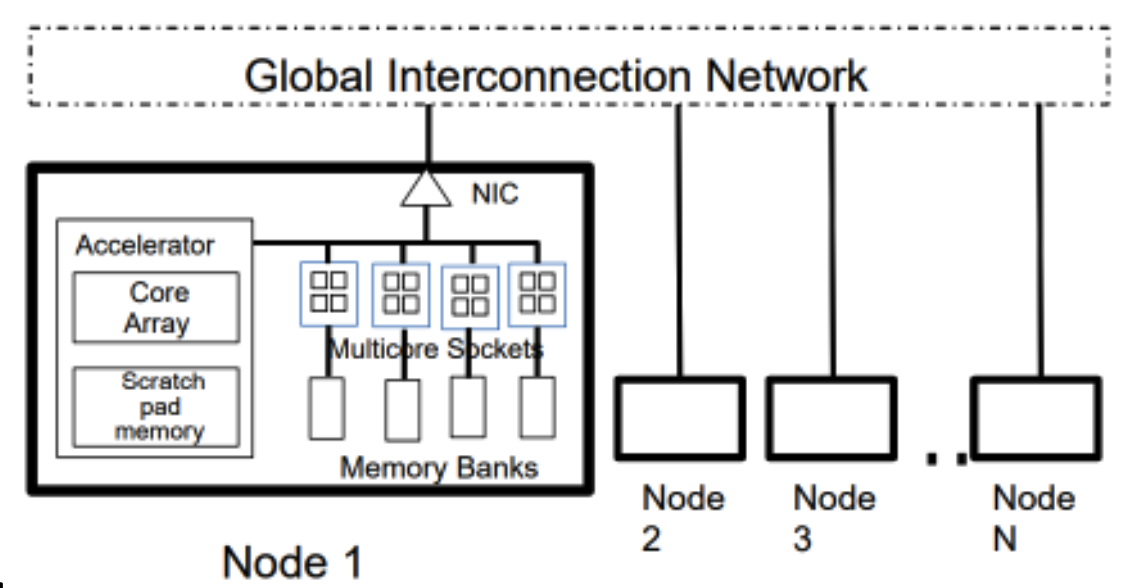 Global Interconnection Network
NIC
Accelerator
Core
Array
Scratch
pad
memory
Multicore Sockets
Memory Banks
Node 1
Node
2
Node
3
Node
N